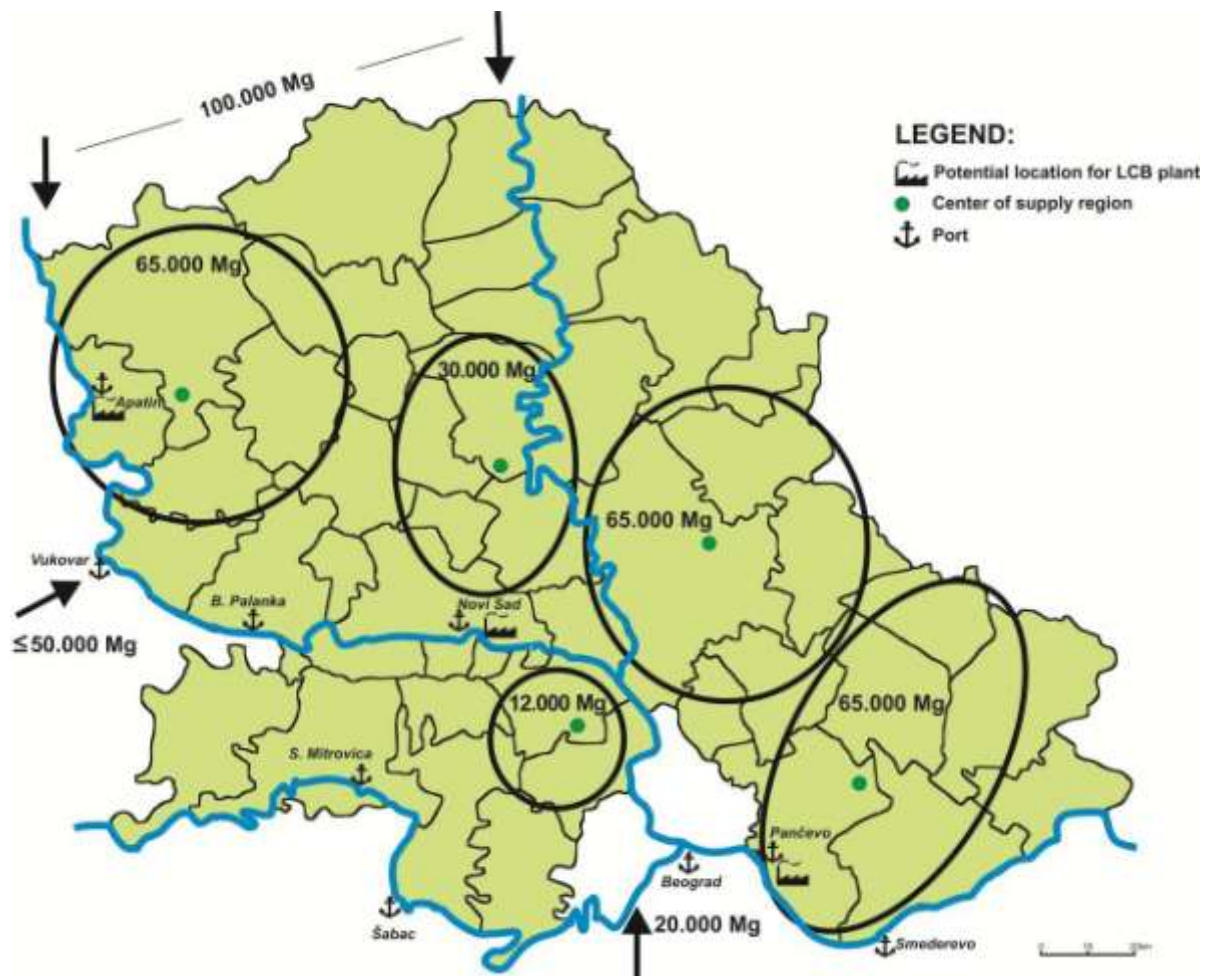 100.000 Mg
LEGEND:
Potential location for LCB plant
Center of supply region
Port
65.000 Mg
30.000 Mg
Apatin
65.000 Mg
Vukovar
B. Palanka
Novi Sad
≤50.000 Mg
12.000 Mg
65.000 Mg
S. Mitrovica
Pančevo
Beograd
20.000 Mg
Šabac
Smederevo
0